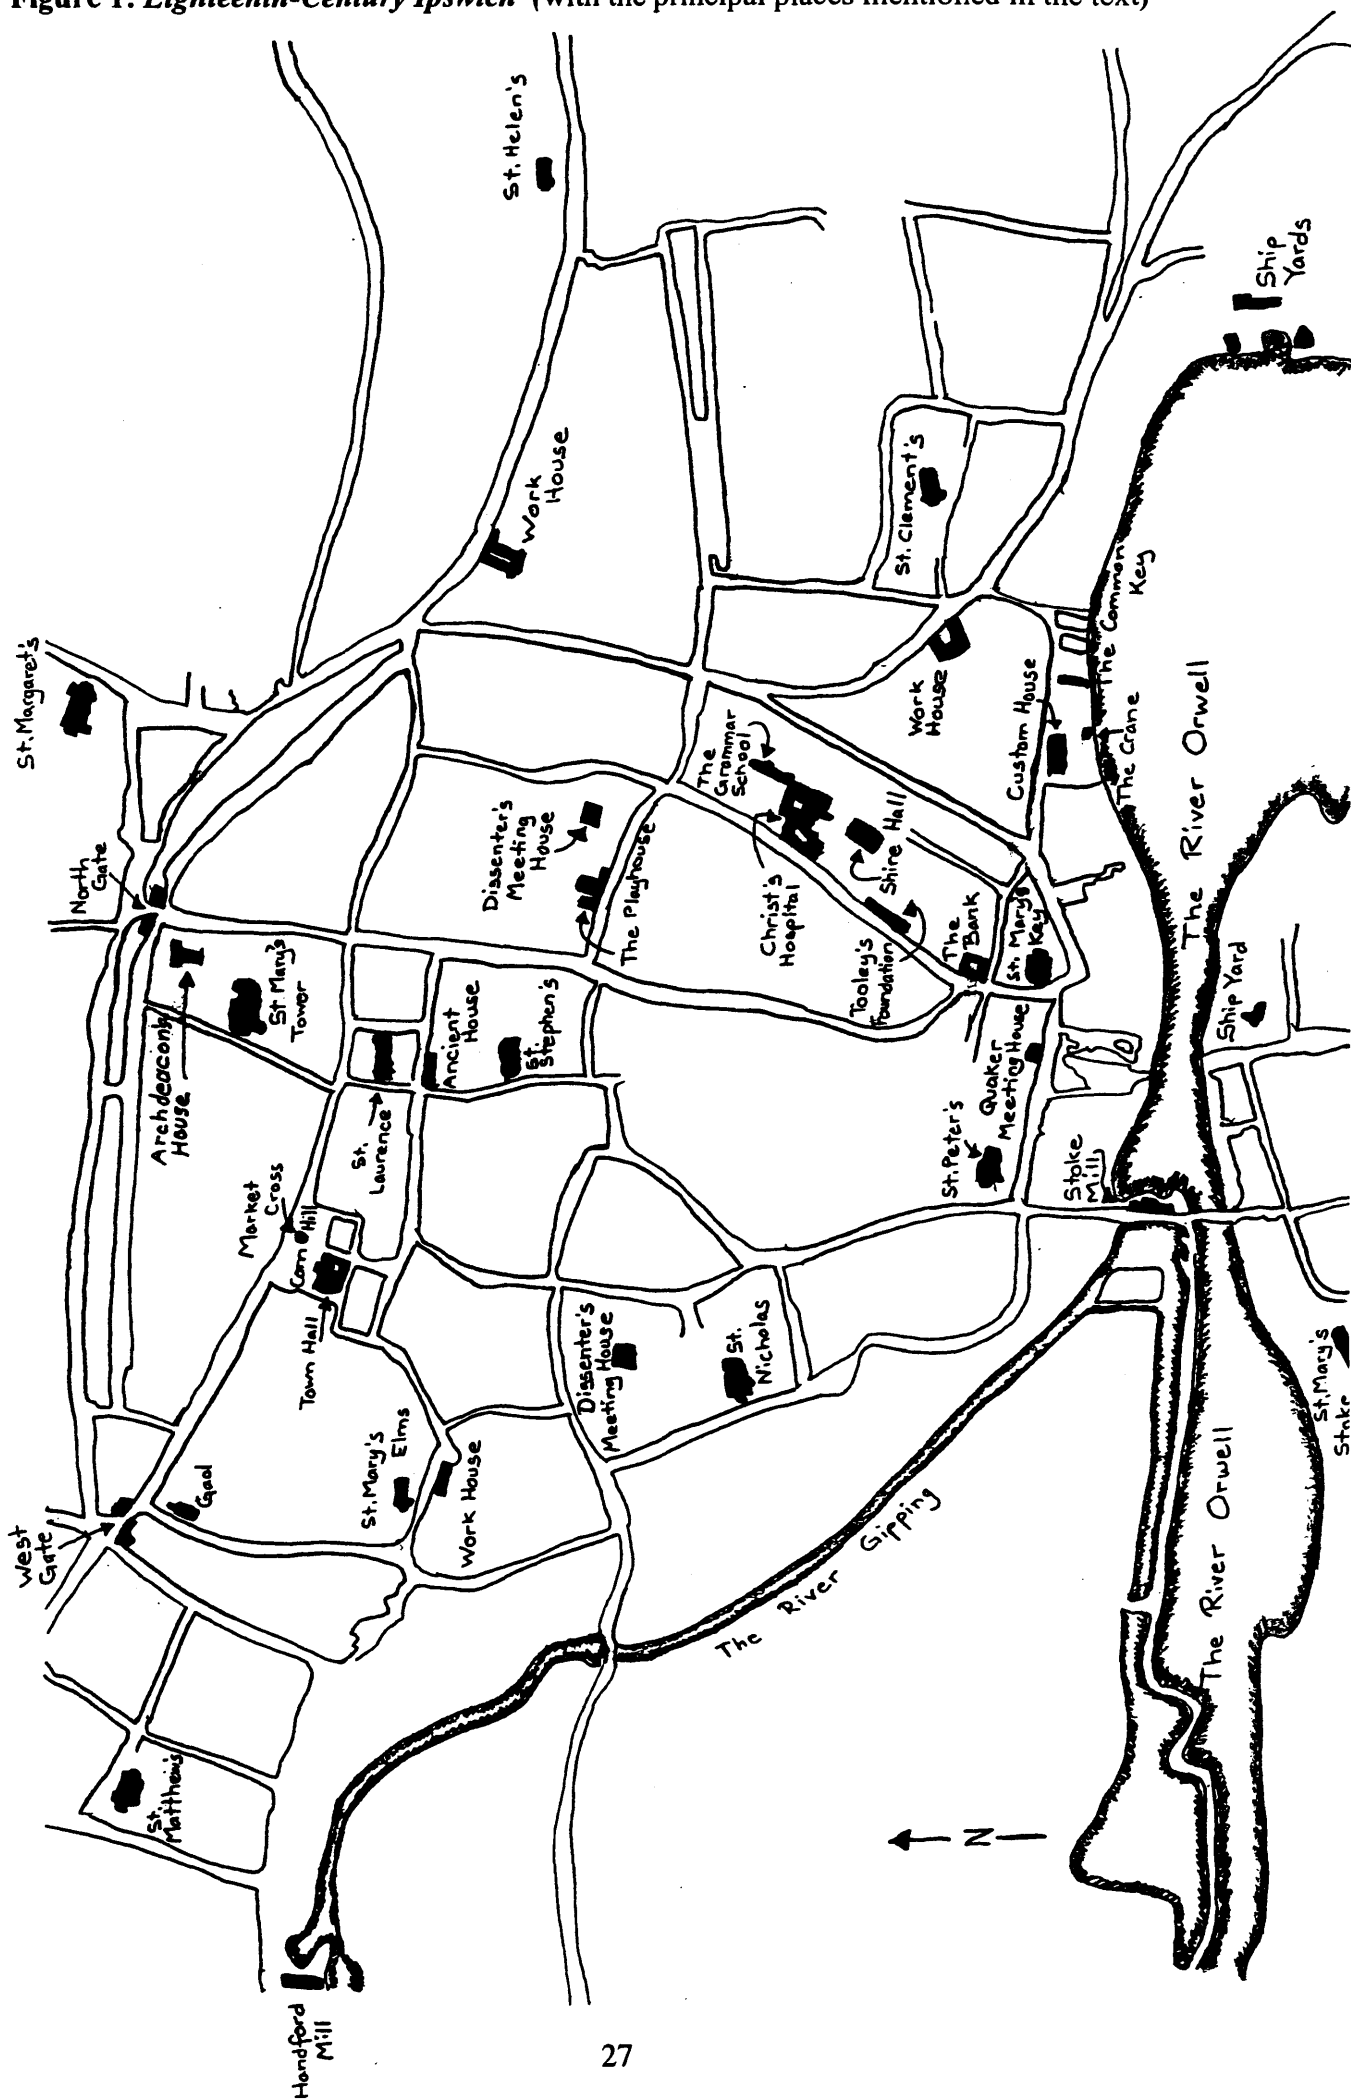 Figure 1: Eighteenth-Century Ipswich (with the principal places mentioned in the text)
St. Helen's
St. Margaret's
Work
House
North
Gate
Archdeacon's
House
St Mary's
Tower
Dissenter's
Meeting
House
The Playhouse
Ancient
House
St.
Stephen's
St.
Laurence
Market
Cross
Corn Hill
Town Hall
West
Gate
Gaol
St. Mary's
Elms
Work House
St.
Matthew's
Handford
Mill
Dissenter's
Meeting House
St.
Nicholas
The
Grammar
School
Christ's
Hospital
Shire Hall
Tooley's
Foundation
The
Bank
St. Mary's
Key
Quaker
Meeting House
St. Peter's
Stoke
Mill
St. Clement's
Work
House
Custom House
The Common
Key
The Crane
Ship
Yards
The River Orwell
Ship Yard
The River Gipping
The River Orwell
St. Mary's
Stoke
N
27